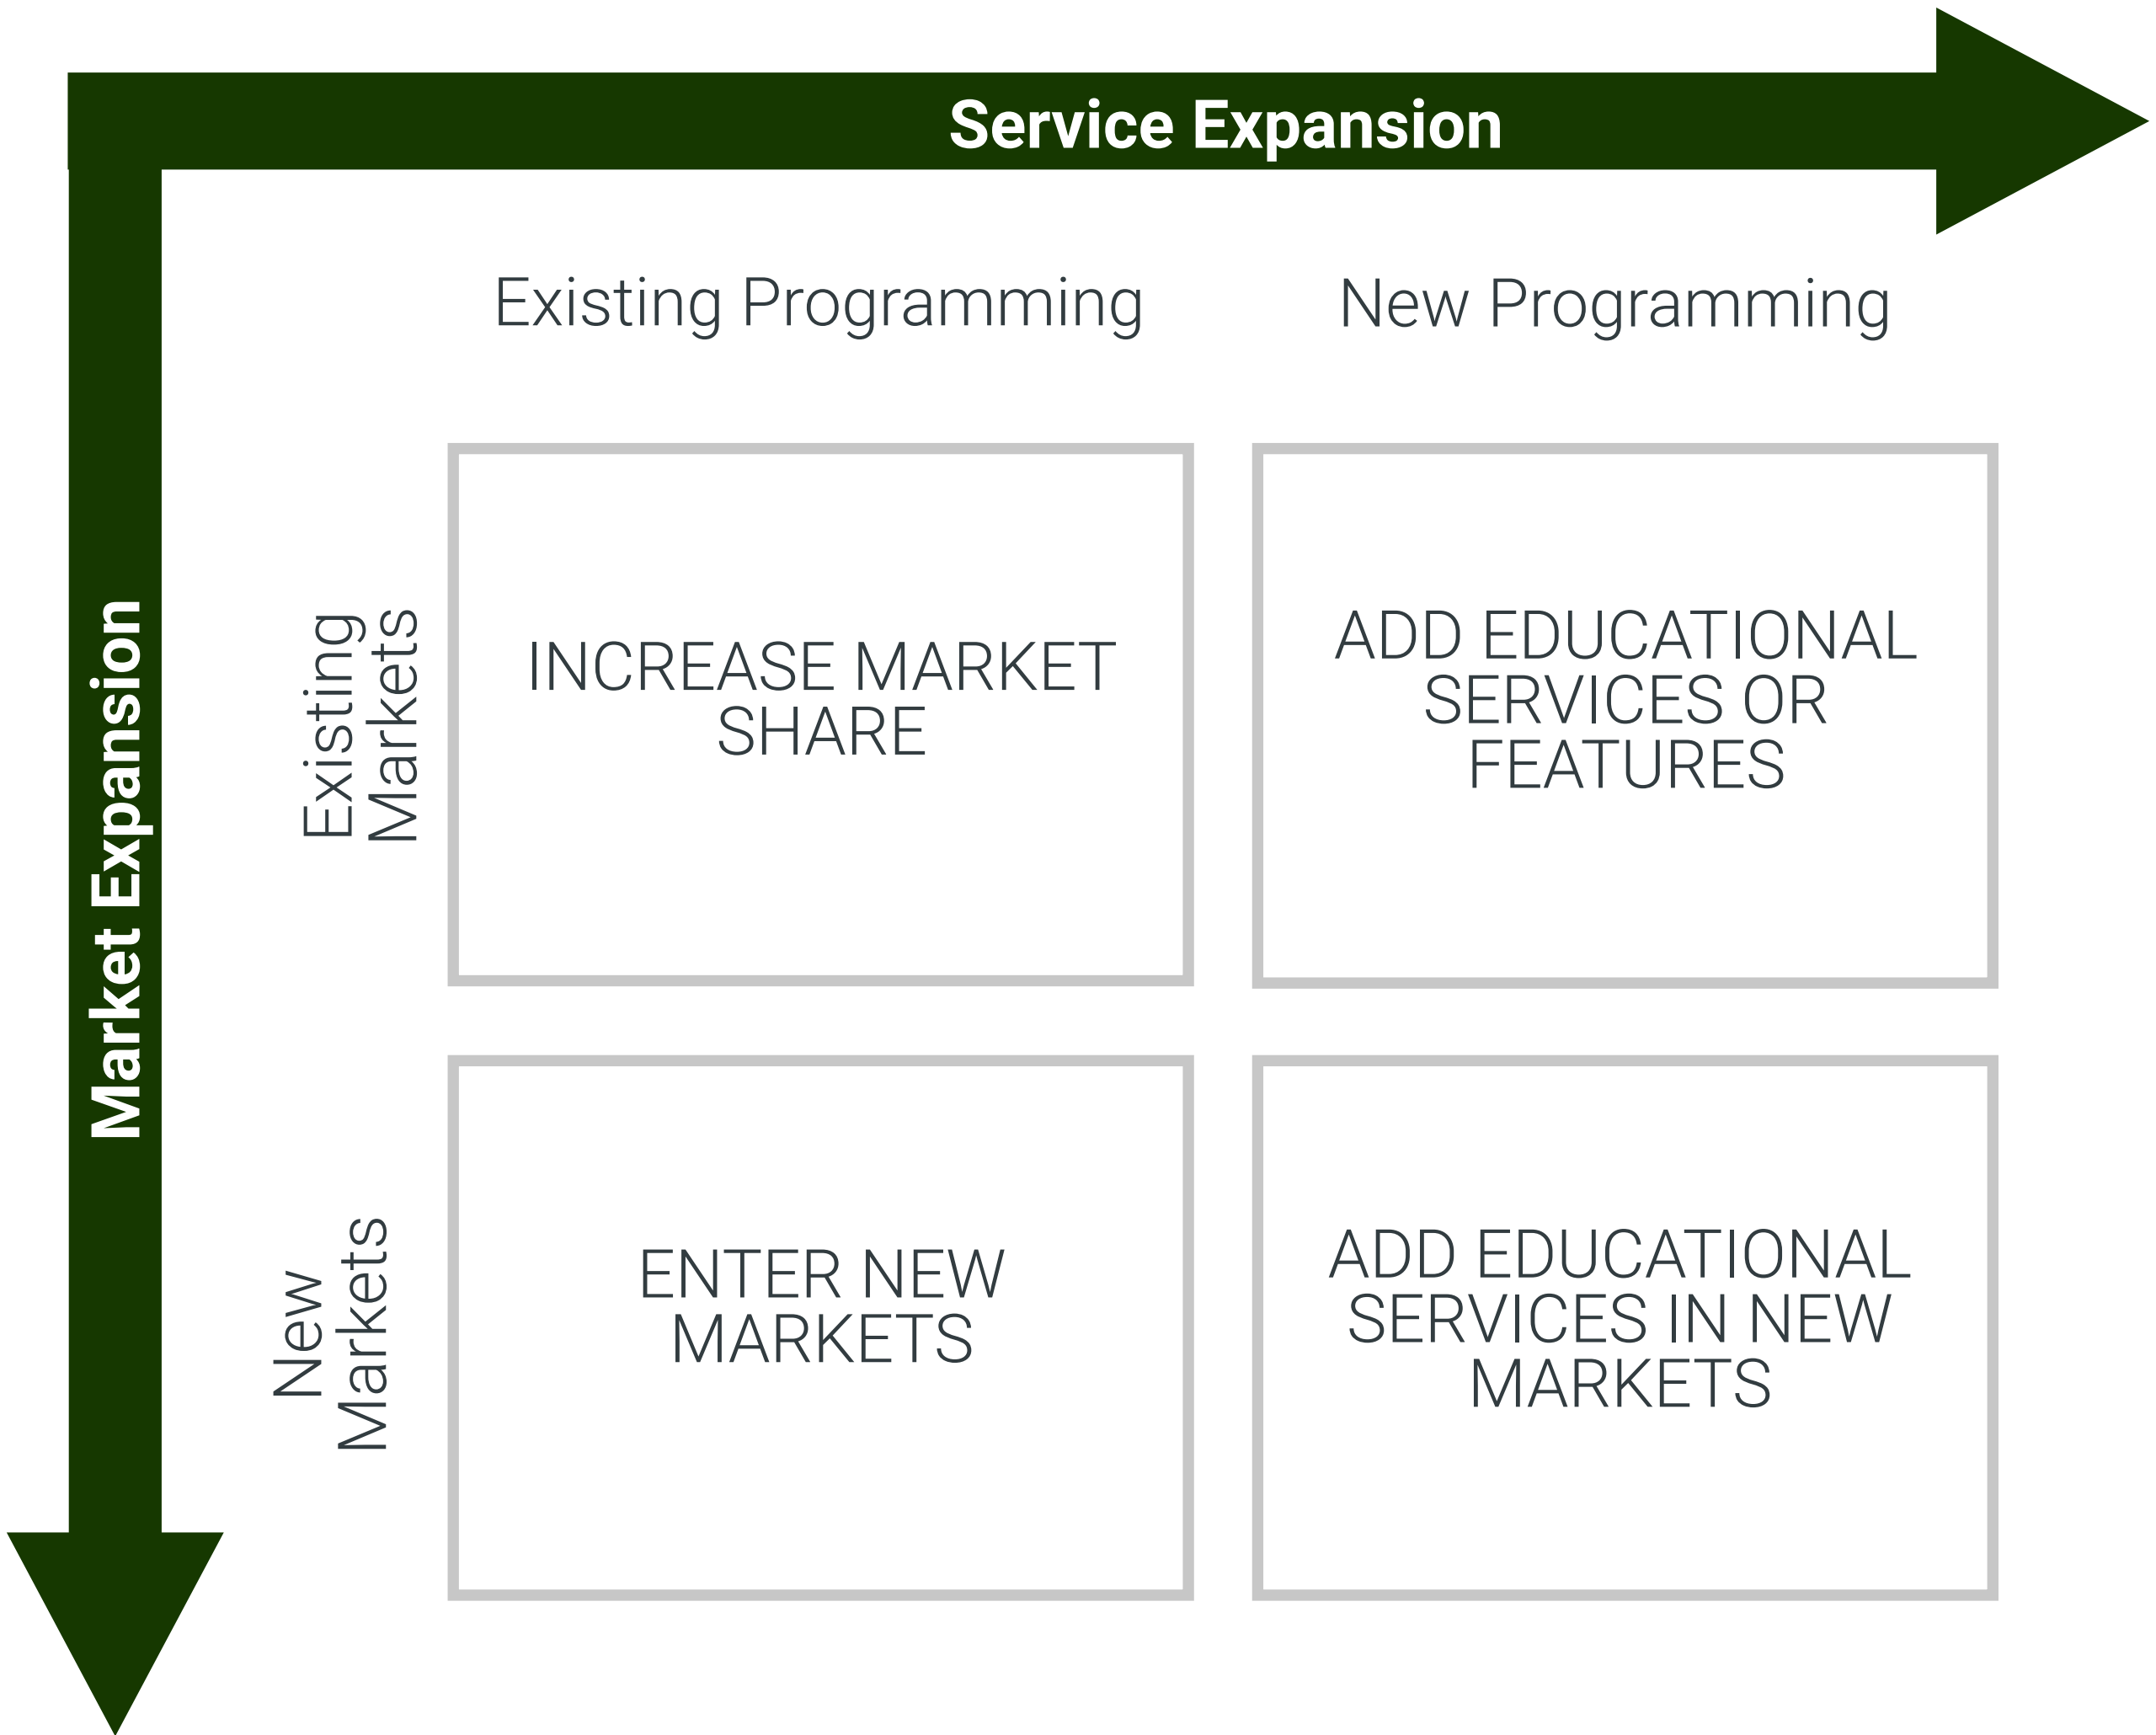 Service Expansion
Existing Programming
New Programming
Market Expansion
Existing
Markets
INCREASE MARKET
SHARE
ADD EDUCATIONAL
SERVICES OR
FEATURES
New
Markets
ENTER NEW
MARKETS
ADD EDUCATIONAL
SERVICES IN NEW
MARKETS